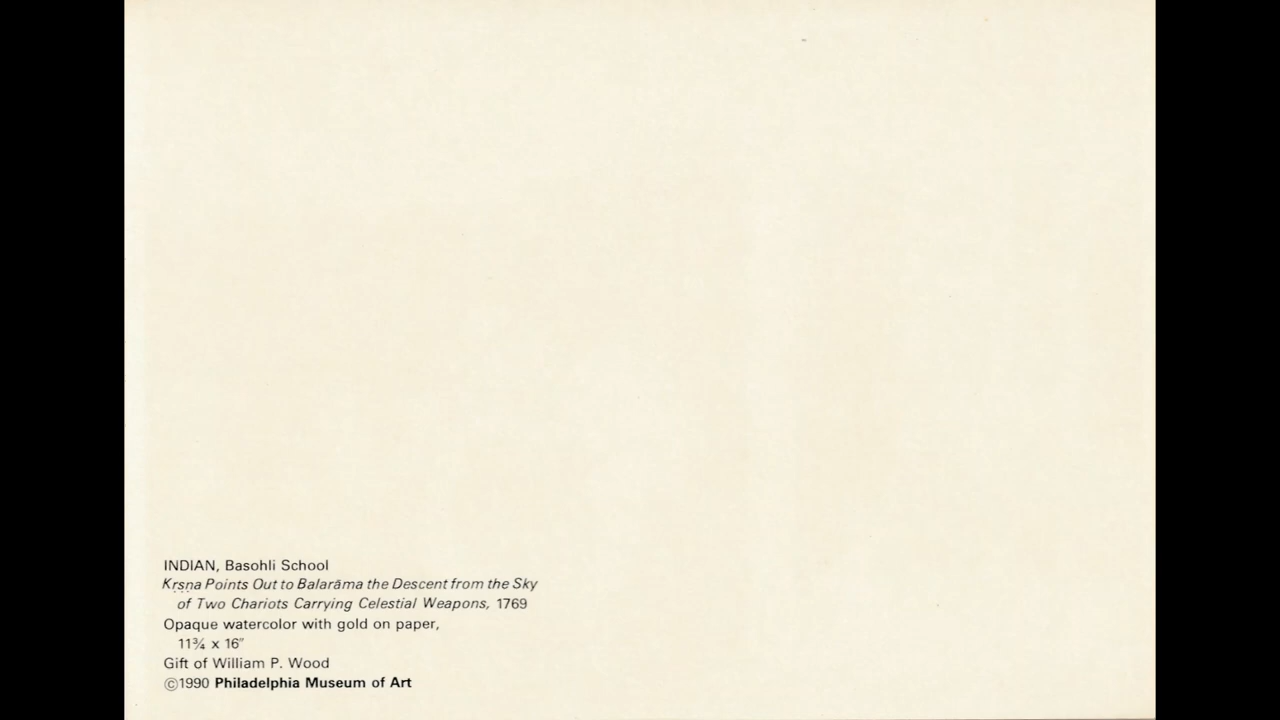 INDIAN, Basohli School
Kṛṣṇa Points Out to Balarāma the Descent from the Sky
of Two Chariots Carrying Celestial Weapons, 1769
Opaque watercolor with gold on paper,
11¾ x 16″
Gift of William P. Wood
©1990 Philadelphia Museum of Art